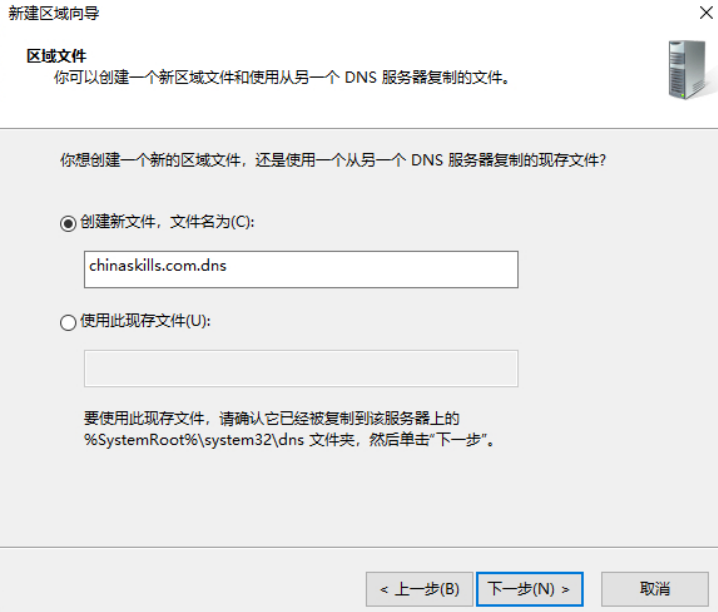 新建区域向导
区域文件
你可以创建一个新区域文件和使用从另一个 DNS 服务器复制的文件。
你想创建一个新的区域文件，还是使用一个从另一个 DNS 服务器复制的现存文件?
创建新文件，文件名为(C):
chinaskills.com.dns
使用此现存文件(U):
要使用此现存文件，请确认它已经被复制到该服务器上的
%SystemRoot%\system32\dns 文件夹，然后单击“下一步”。
< 上一步(B) 下一步(N) > 取消